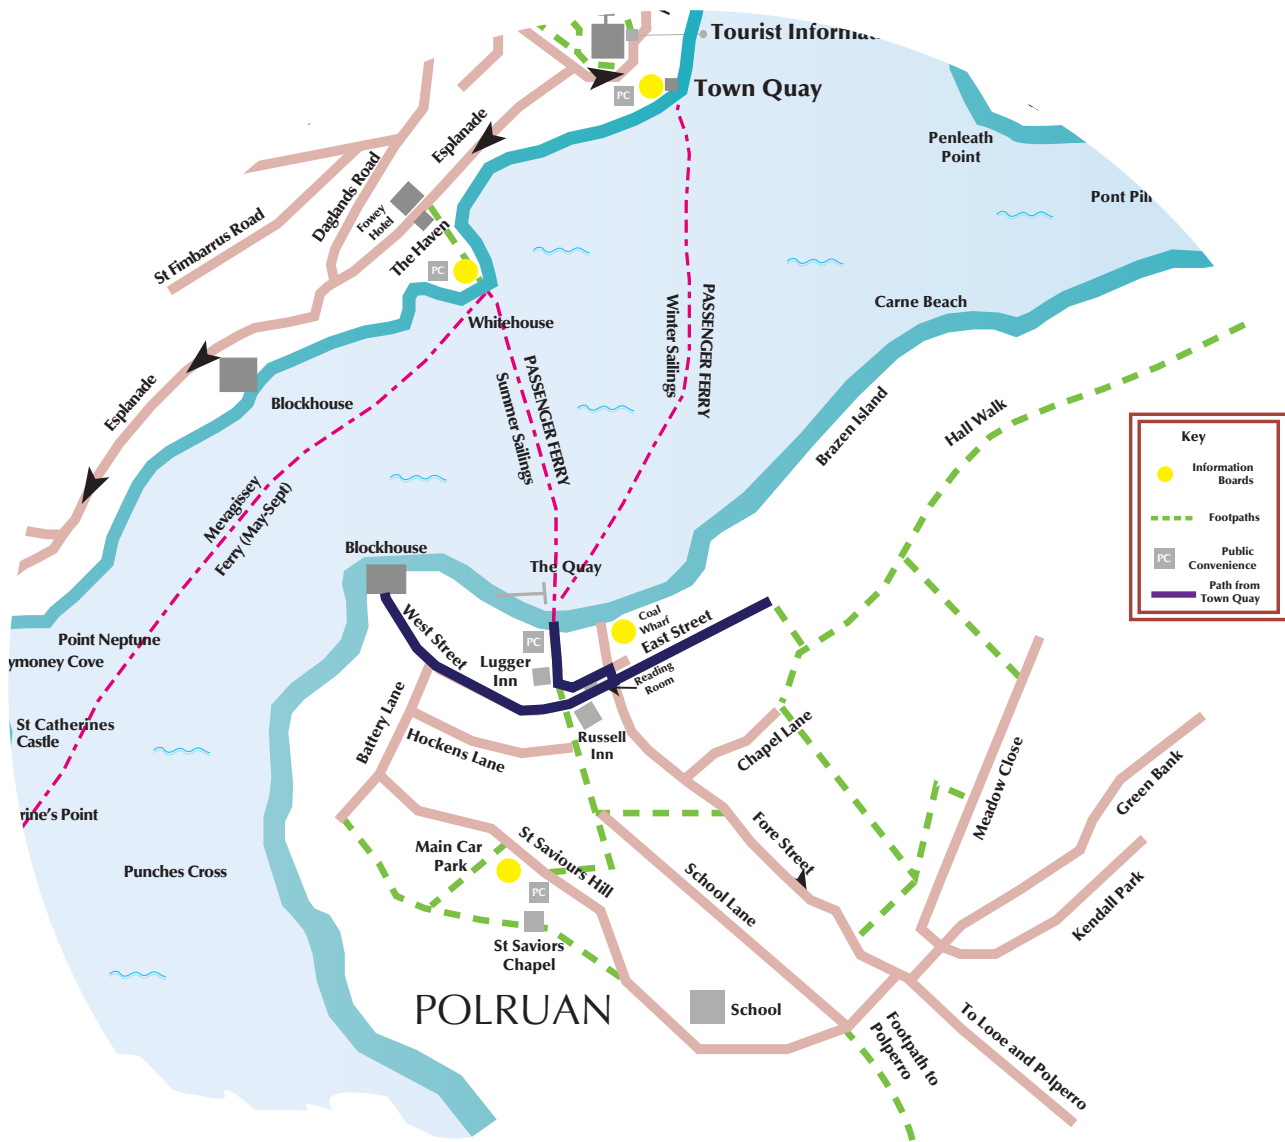 Tourist Informat
Town Quay
PC
Esplanade
Penleath
Point
Pont Pill
Daglands Road
Fowey
Hotel
St Fimbarrus Road
The Haven
PC
Carne Beach
Whitehouse
PASSENGER FERRY
Winter Sailings
PASSENGER FERRY
Summer Sailings
Esplanade
Blockhouse
Brazen Island
Hall Walk
Key
Information
Boards
Footpaths
PC
Public
Convenience
Path from
Town Quay
Mevagissey
Ferry (May-Sept)
Blockhouse
The Quay
Coal
Wharf
East Street
West Street
PC
Lugger
Inn
Reading
Room
Point Neptune
ymoney Cove
St Catherines
Castle
rine's Point
Battery Lane
Hockens Lane
Russell
Inn
Chapel Lane
Meadow Close
Green Bank
Punches Cross
Main Car
Park
PC
St Saviours Hill
School Lane
Fore Street
Kendall Park
St Saviors
Chapel
POLRUAN
School
Footpath to
Polperro
To Looe and Polperro